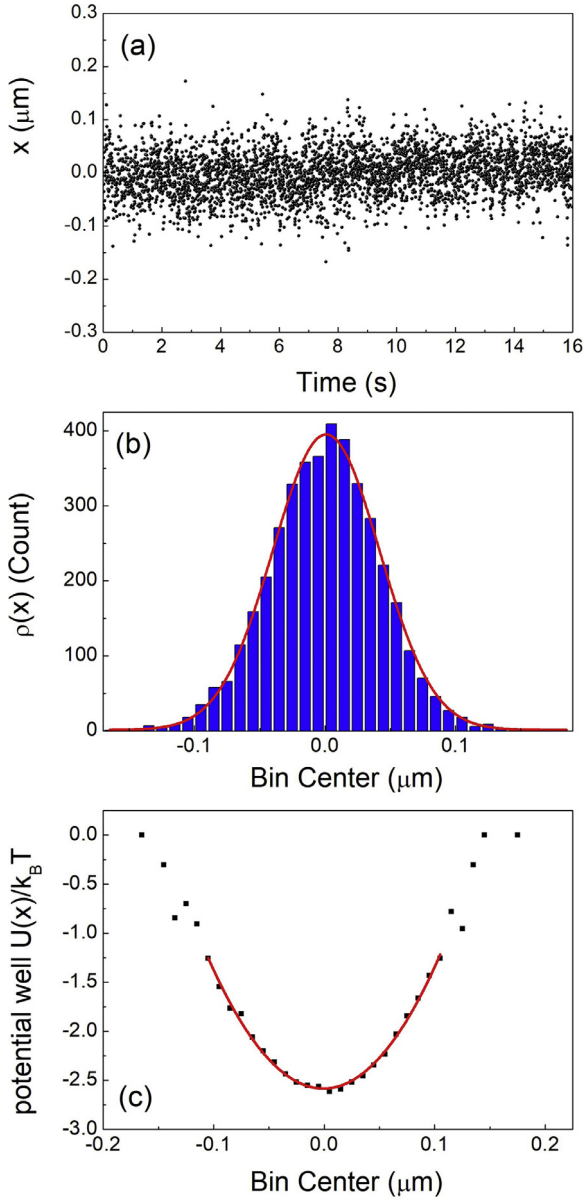 0.3
(a)
0.2
0.1
0.0
-0.1
-0.2
-0.3
x (μm)
0 2 4 6 8 10 12 14 16
Time (s)
(b)
400
300
200
100
0
ρ(x) (Count)
-0.1 0.0 0.1
Bin Center (μm)
0.0
-0.5
-1.0
-1.5
-2.0
-2.5
-3.0
potential well U(x)/k_BT
(c)
-0.2 -0.1 0.0 0.1 0.2
Bin Center (μm)